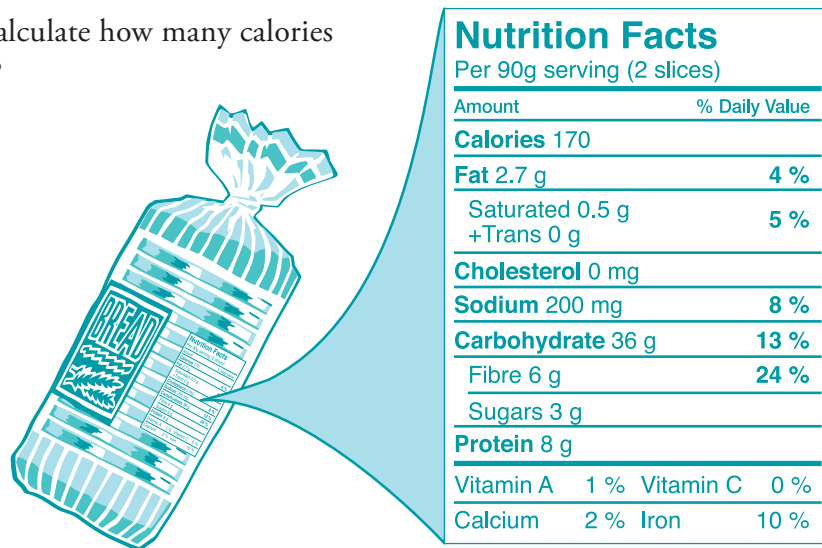 alculate how many calories
Nutrition Facts
Per 90g serving (2 slices)
Amount % Daily Value
Calories 170
Fat 2.7 g 4 %
Saturated 0.5 g 5 %
+Trans 0 g
Cholesterol 0 mg
Sodium 200 mg 8 %
Carbohydrate 36 g 13 %
Fibre 6 g 24 %
Sugars 3 g
Protein 8 g
Vitamin A 1 % Vitamin C 0 %
Calcium 2 % Iron 10 %
BREAD
Nutrition Facts